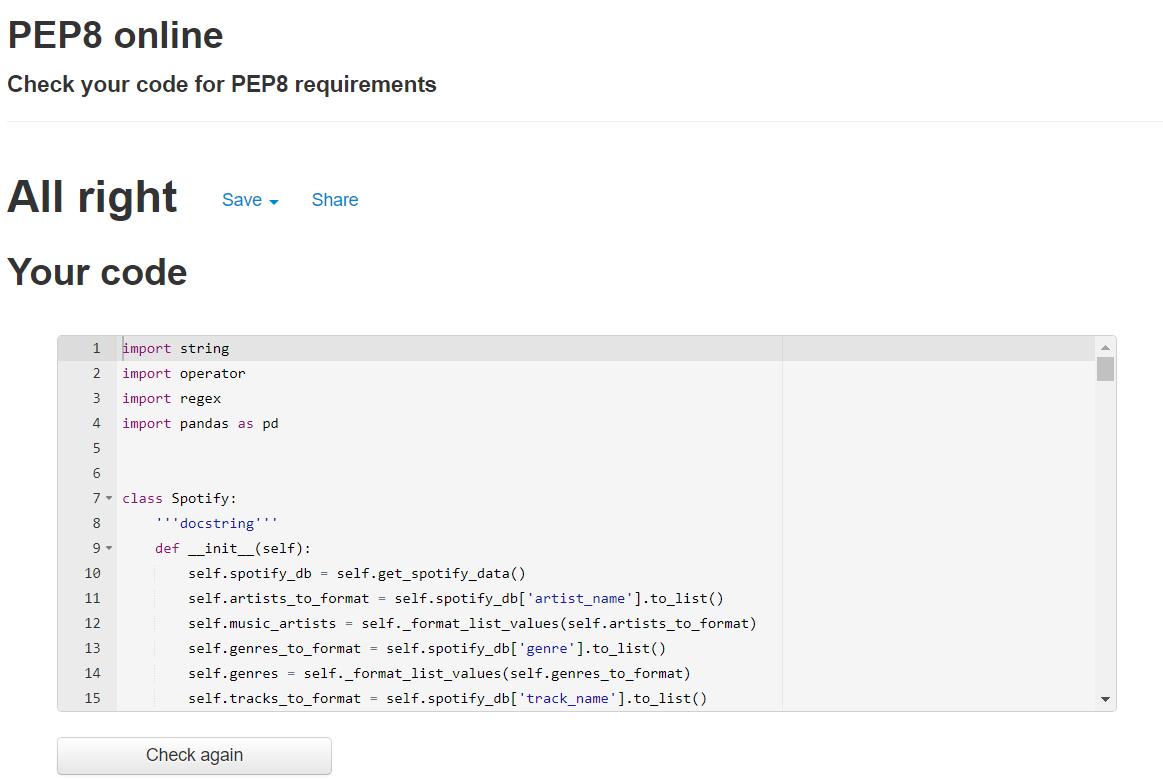 PEP8 online
Check your code for PEP8 requirements
All right Save Share
Your code
1 import string
2 import operator
3 import regex
4 import pandas as pd
5
6
7 class Spotify:
8     '''docstring'''
9     def __init__(self):
10         self.spotify_db = self.get_spotify_data()
11         self.artists_to_format = self.spotify_db['artist_name'].to_list()
12         self.music_artists = self._format_list_values(self.artists_to_format)
13         self.genres_to_format = self.spotify_db['genre'].to_list()
14         self.genres = self._format_list_values(self.genres_to_format)
15         self.tracks_to_format = self.spotify_db['track_name'].to_list()
Check again